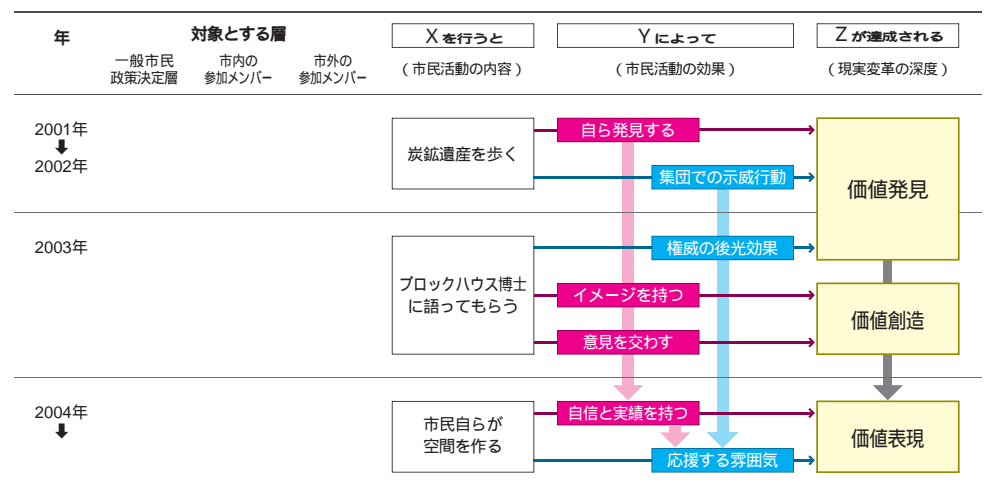 年
対象とする層
X を行うと
Y によって
Z が達成される
一般市民
政策決定層
市内の
参加メンバー
市外の
参加メンバー
（市民活動の内容）
（市民活動の効果）
（現実変革の深度）
2001年
2002年
炭鉱遺産を歩く
自ら発見する
集団での示威行動
価値発見
2003年
ブロックハウス博士
に語ってもらう
権威の後光効果
イメージを持つ
意見を交わす
価値創造
2004年
市民自らが
空間を作る
自信と実績を持つ
応援する雰囲気
価値表現